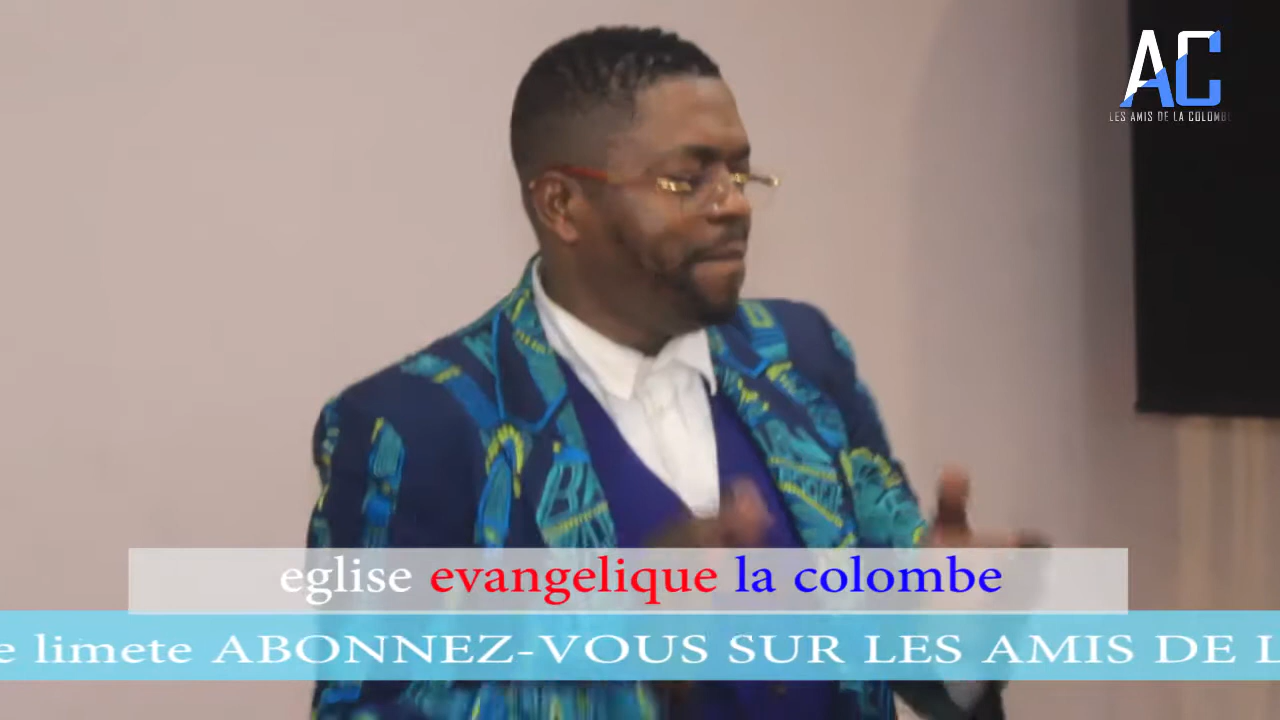 AC
LES AMIS DE LA COLOMBE
eglise evangelique la colombe
e limete ABONNEZ-VOUS SUR LES AMIS DE L